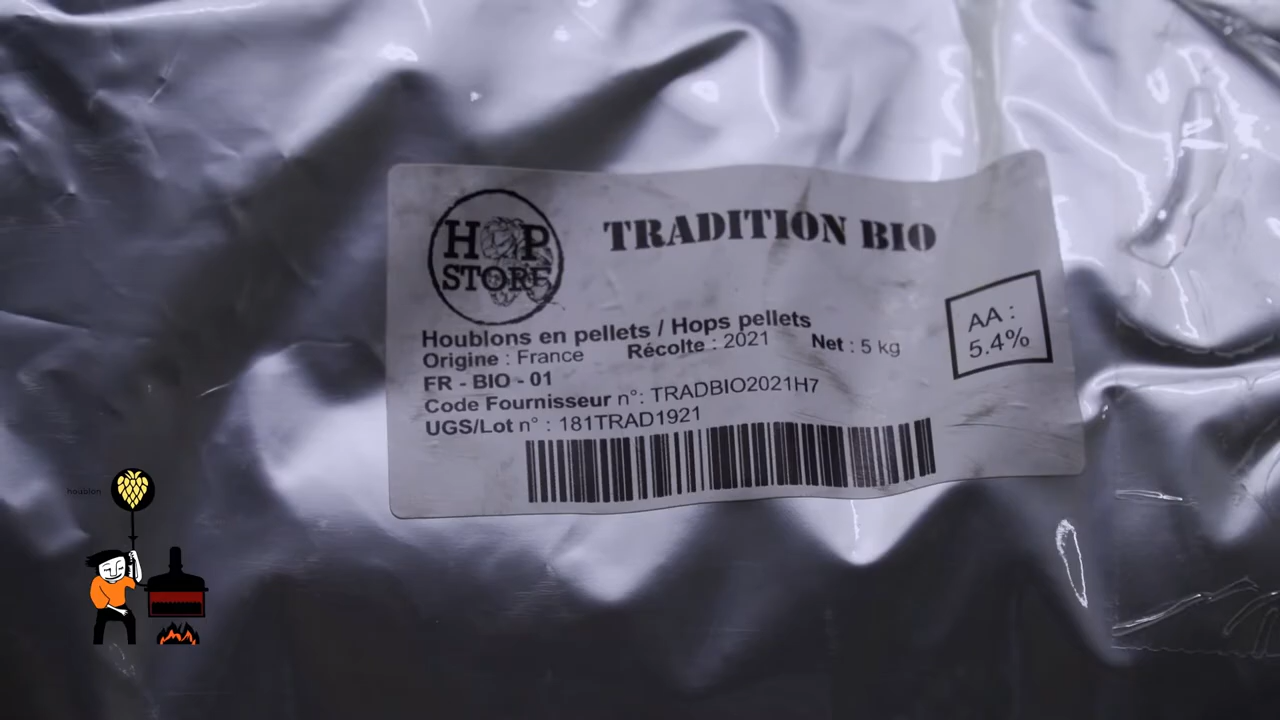 HOP
STORE
TRADITION BIO
AA :
5.4%
Houblons en pellets / Hops pellets
Origine : France Récolte : 2021 Net : 5 kg
FR - BIO - 01
Code Fournisseur n°: TRADBIO2021H7
UGS/Lot n° : 181TRAD1921
houblon